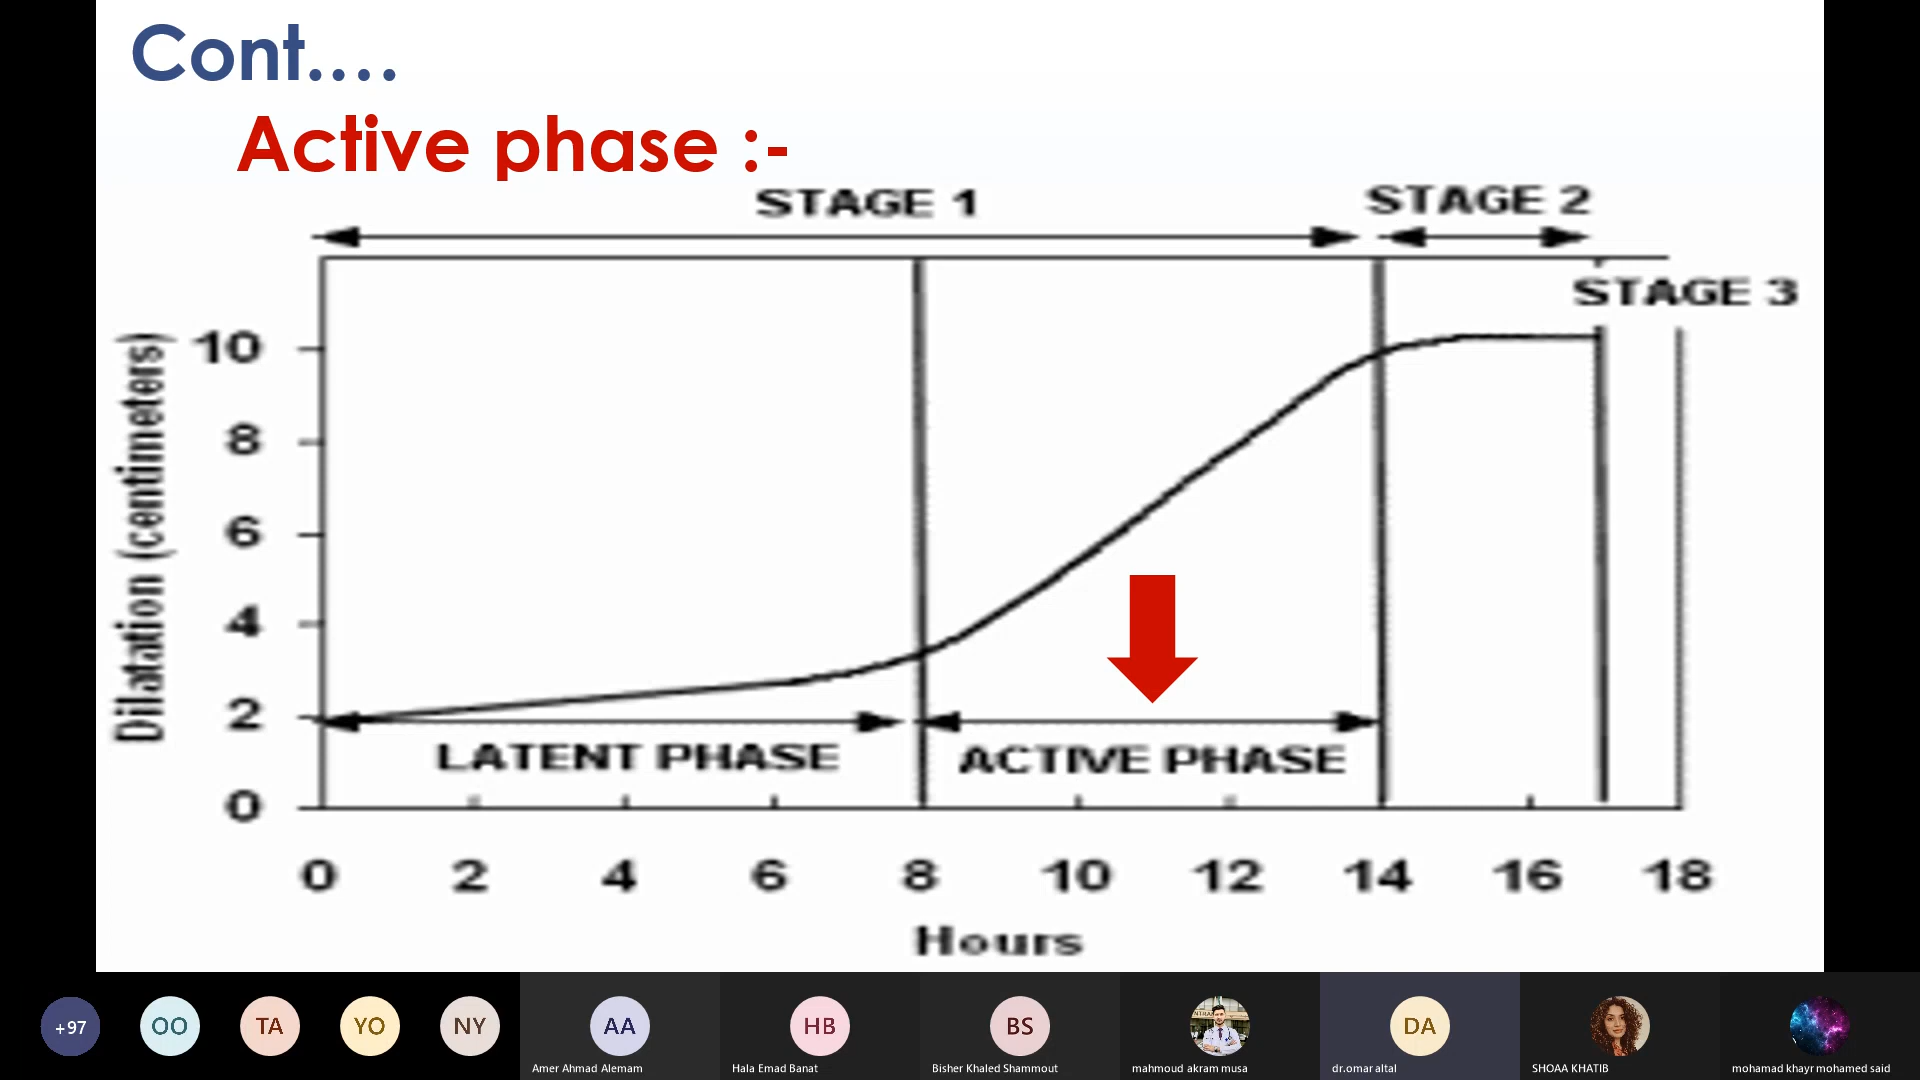 Cont....
Active phase :-
STAGE 1
STAGE 2
STAGE 3
Dilatation (centimeters)
10
8
6
4
2
0
LATENT PHASE
ACTIVE PHASE
0 2 4 6 8 10 12 14 16 18
Hours
+97
OO
TA
YO
NY
AA
Amer Ahmad Alemam
HB
Hala Emad Banat
BS
Bisher Khaled Shammout
mahmoud akram musa
DA
dr.omar altal
SHOAA KHATIB
mohamad khayr mohamed said